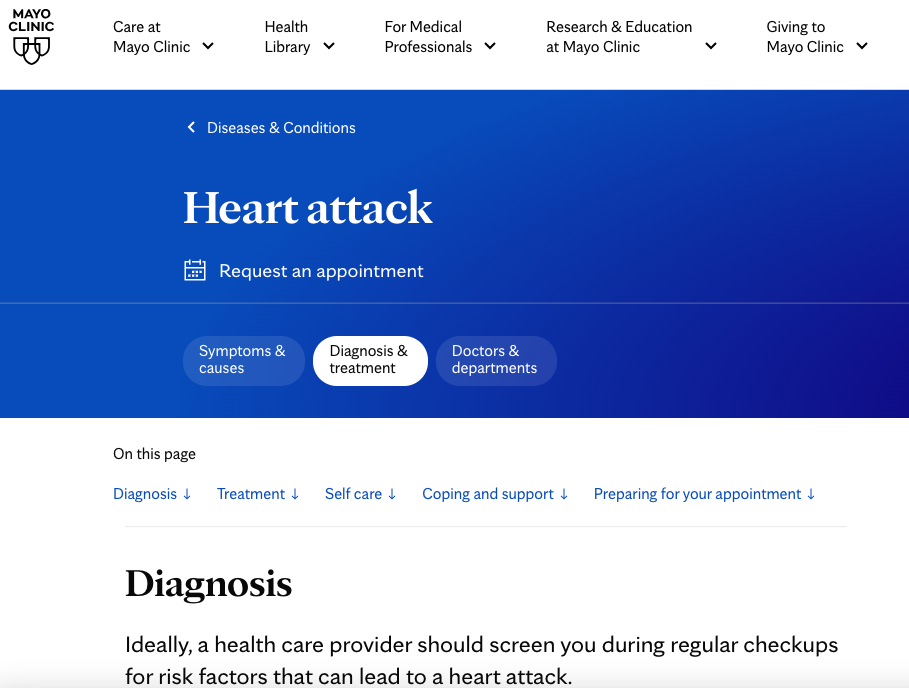 MAYO
CLINIC
Care at
Mayo Clinic
Health
Library
For Medical
Professionals
Research & Education
at Mayo Clinic
Giving to
Mayo Clinic
Diseases & Conditions
Heart attack
Request an appointment
Symptoms &
causes
Diagnosis &
treatment
Doctors &
departments
On this page
Diagnosis ↓
Treatment ↓
Self care ↓
Coping and support ↓
Preparing for your appointment ↓
Diagnosis
Ideally, a health care provider should screen you during regular checkups
for risk factors that can lead to a heart attack.